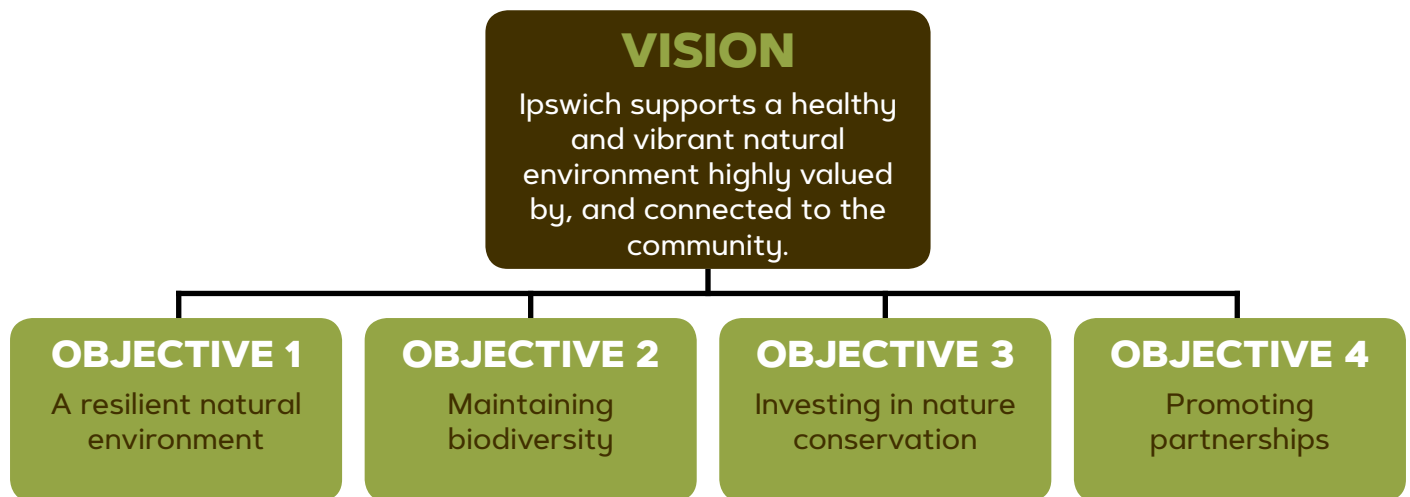 VISION
Ipswich supports a healthy
and vibrant natural
environment highly valued
by, and connected to the
community.
OBJECTIVE 1
A resilient natural
environment
OBJECTIVE 2
Maintaining
biodiversity
OBJECTIVE 3
Investing in nature
conservation
OBJECTIVE 4
Promoting
partnerships